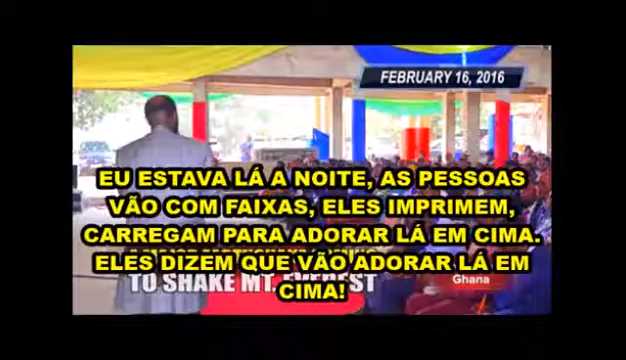 FEBRUARY 16, 2016
EU ESTAVA LÁ A NOITE, AS PESSOAS
VÃO COM FAIXAS, ELES IMPRIMEM,
CARREGAM PARA ADORAR LÁ EM CIMA.
ELES DIZEM QUE VÃO ADORAR LÁ EM
CIMA!
TO SHAKE MT. EVEREST
Ghana